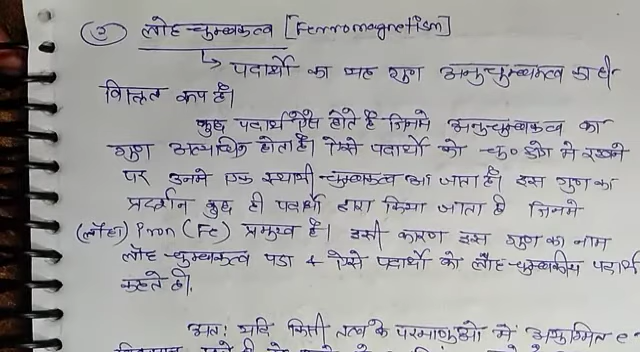 ③ लौह-चुम्बकत्व [Ferromagnetism]
↳ पदार्थो का यह गुण अनुचुम्बकत्व का ही
विस्तृत रूप है।
कुछ पदार्थ ऐसे होते है जिनमे अनुचुम्बकत्व का
गुण अत्यधिक होता है। ऐसे पदार्थो को चु० क्षेत्र मे रखने
पर उनमे एक स्थायी चुम्बकत्व आ जाता है। इस गुण का
प्रदर्शन कुछ ही पदार्थो द्वारा किया जाता है जिनमे
(लौहा) Iron (Fe) प्रमुख है। इसी कारण इस गुण का नाम
लौह-चुम्बकत्व पडा & ऐसे पदार्थो को लौह-चुम्बकीय पदार्थ
कहते है।
अतः यदि किसी तत्व के परमाणुओ में अयुग्मित e